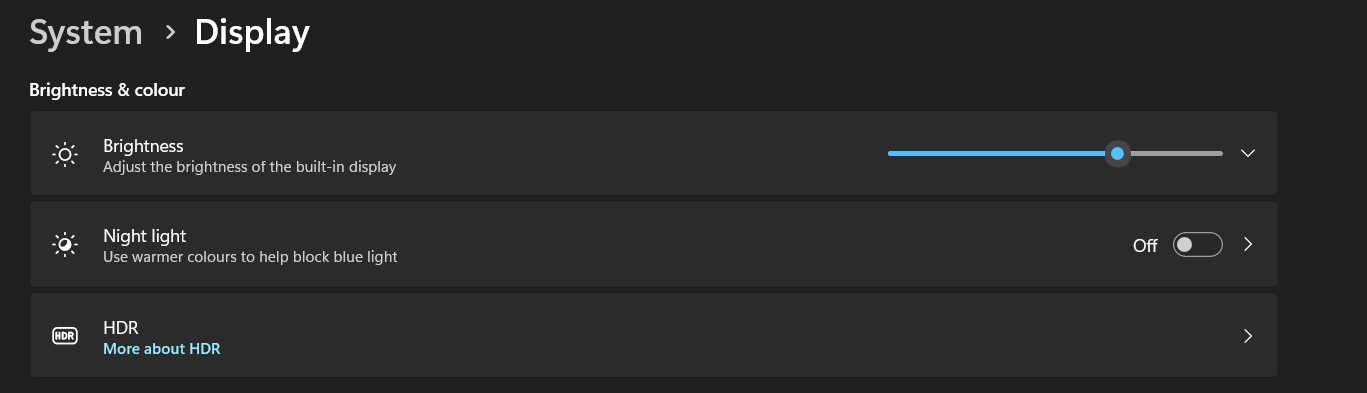 System > Display
Brightness & colour
Brightness
Adjust the brightness of the built-in display
Night light
Use warmer colours to help block blue light
Off
HDR
HDR
More about HDR